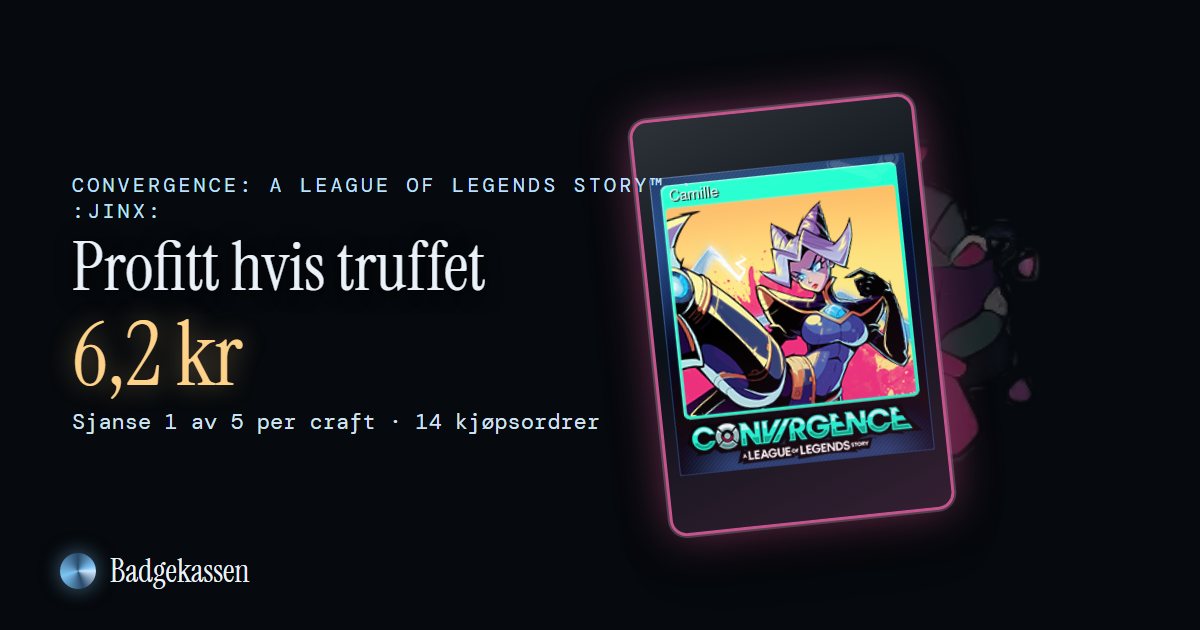 CONVERGENCE: A LEAGUE OF LEGENDS STORY™
:JINX:
Profitt hvis truffet
6,2 kr
Sjanse 1 av 5 per craft · 14 kjøpsordrer
Badgekassen
Camille
Z
CONVERGENCE
A LEAGUE OF LEGENDS STORY